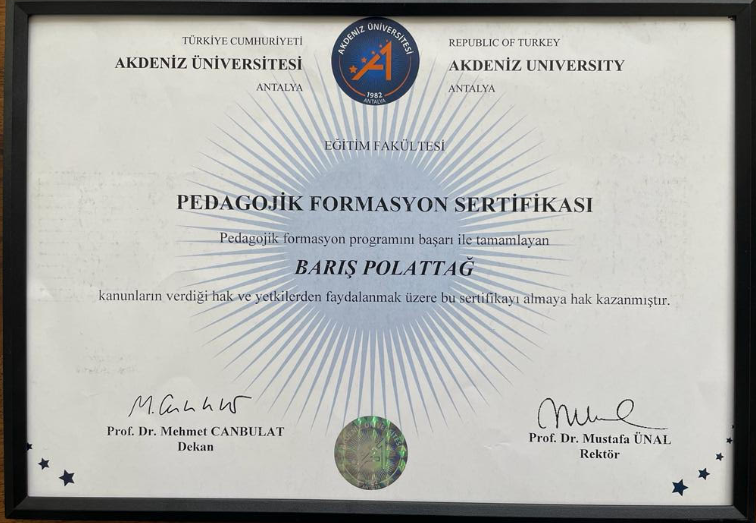 TÜRKİYE CUMHURİYETİ
AKDENİZ ÜNİVERSİTESİ
ANTALYA
AKDENİZ ÜNİVERSİTESİ
1982
ANTALYA
REPUBLIC OF TURKEY
AKDENIZ UNIVERSITY
ANTALYA
EĞİTİM FAKÜLTESİ
PEDAGOJİK FORMASYON SERTİFİKASI
Pedagojik formasyon programını başarı ile tamamlayan
BARIŞ POLATTAĞ
kanunların verdiği hak ve yetkilerden faydalanmak üzere bu sertifikayı almaya hak kazanmıştır.
Prof. Dr. Mehmet CANBULAT
Dekan
Prof. Dr. Mustafa ÜNAL
Rektör